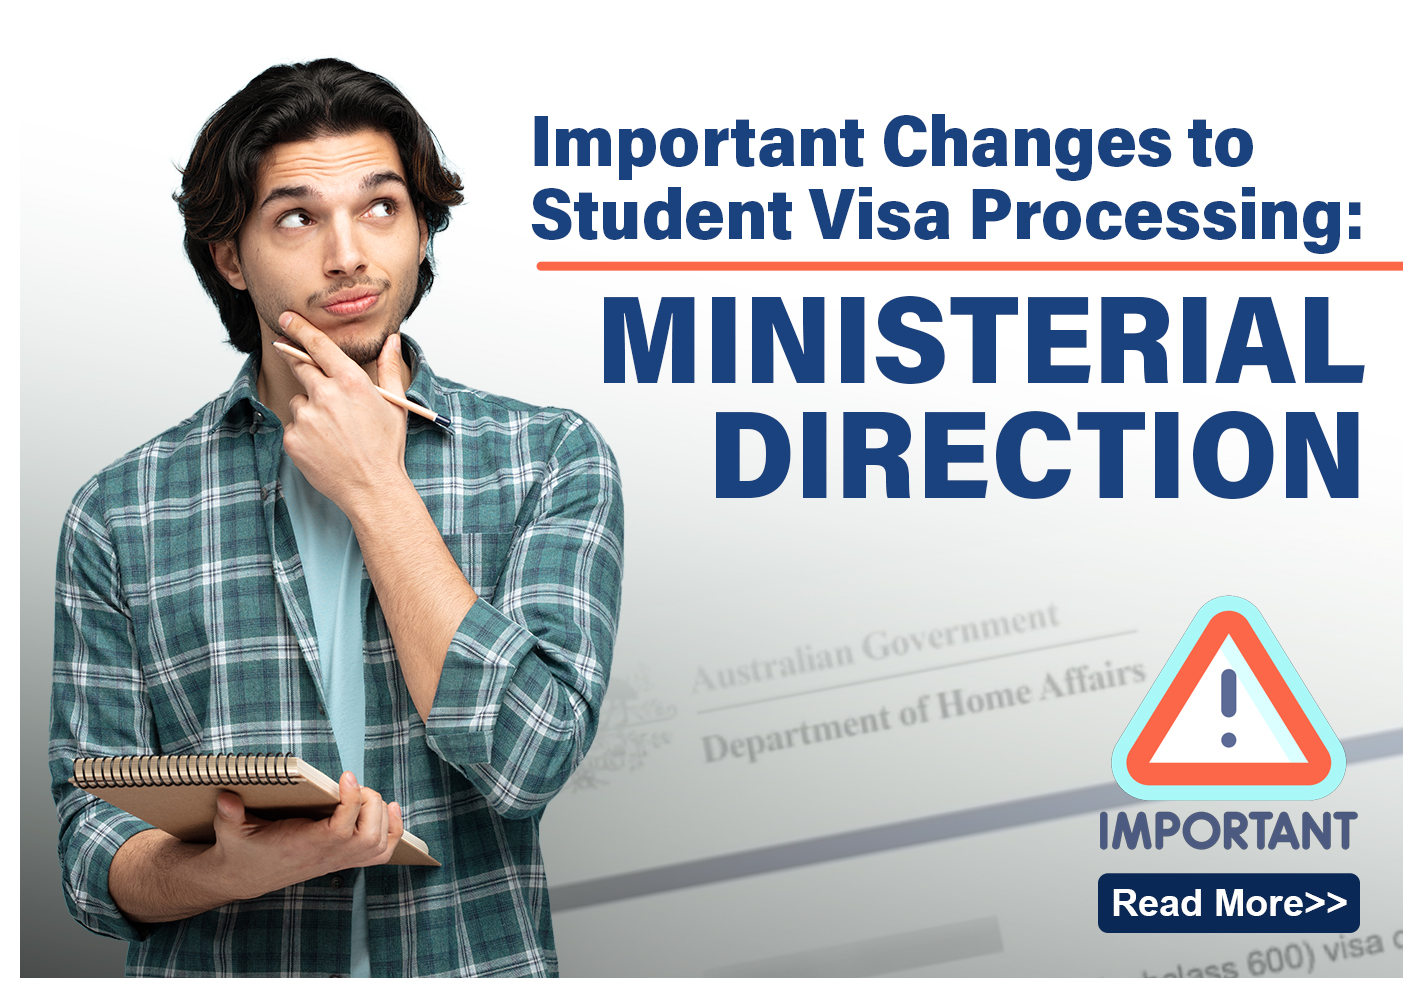 Important Changes to
Student Visa Processing:
MINISTERIAL
DIRECTION
Australian Government
Department of Home Affairs
IMPORTANT
Read More>>
600) visa